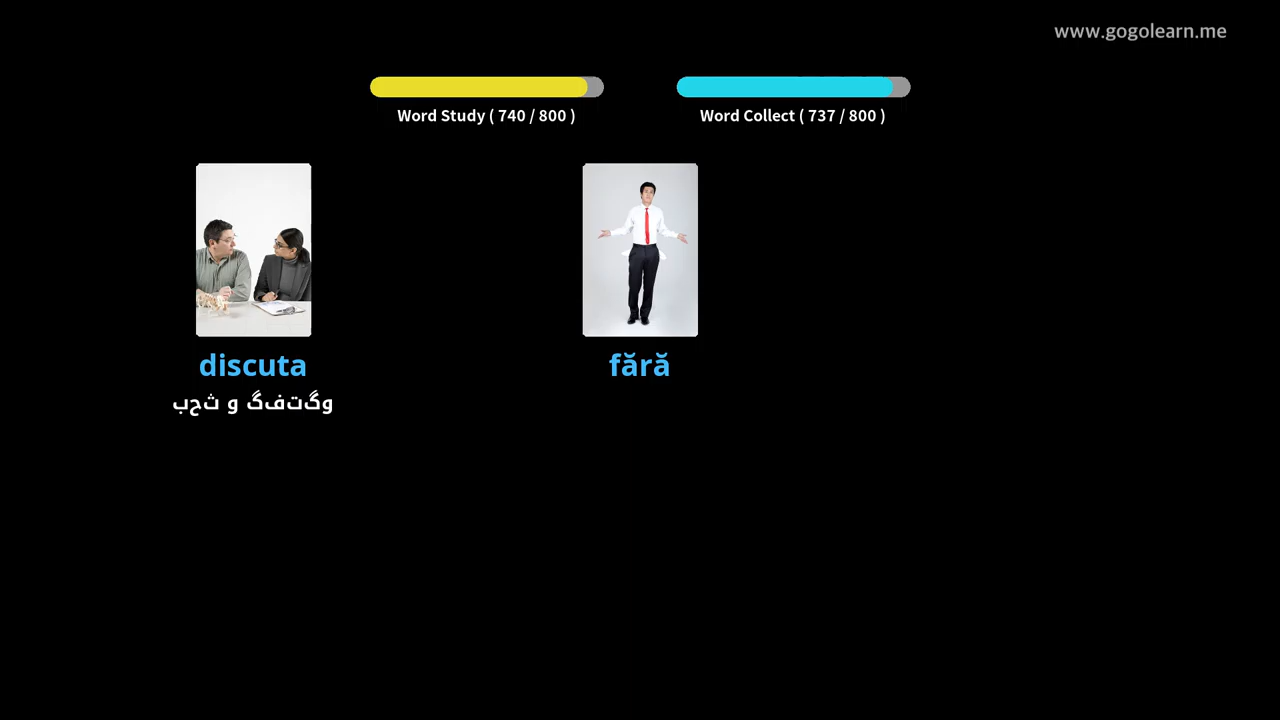 www.gogolearn.me
Word Study ( 740 / 800 )
Word Collect ( 737 / 800 )
discuta
وگتفگ و ثحب
fără